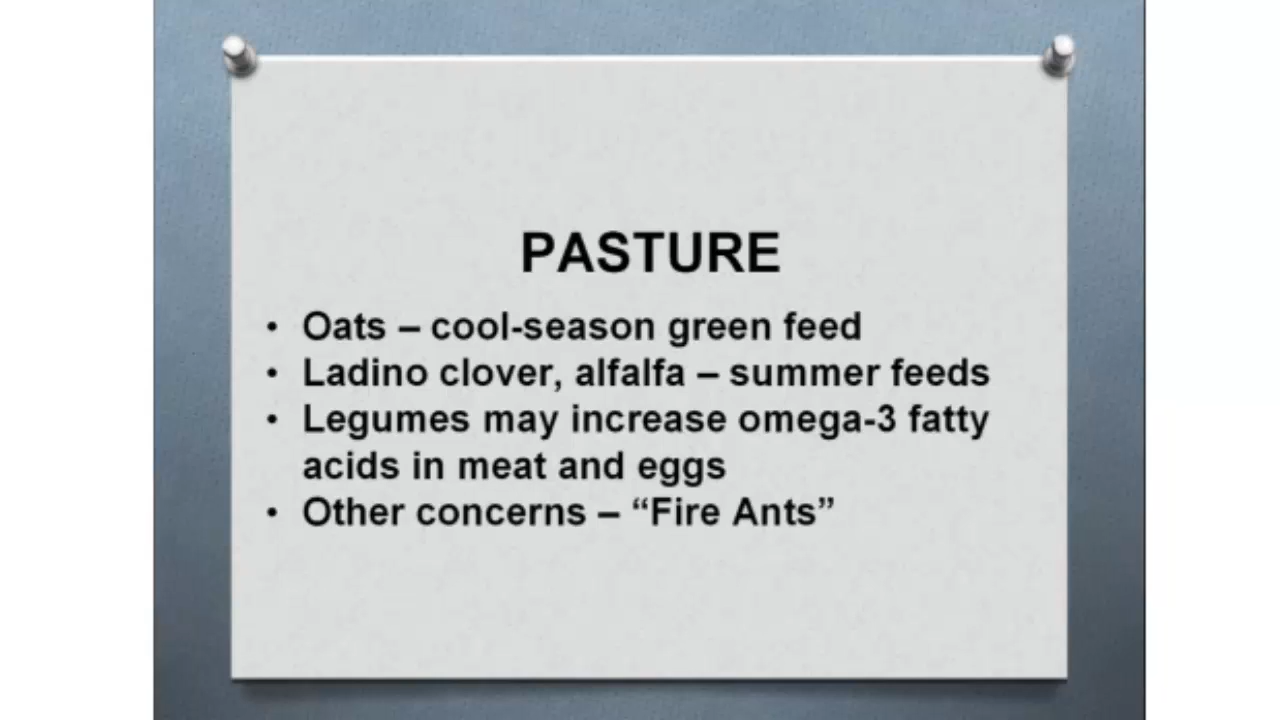 PASTURE
• Oats – cool-season green feed
• Ladino clover, alfalfa – summer feeds
• Legumes may increase omega-3 fatty
acids in meat and eggs
• Other concerns – “Fire Ants”